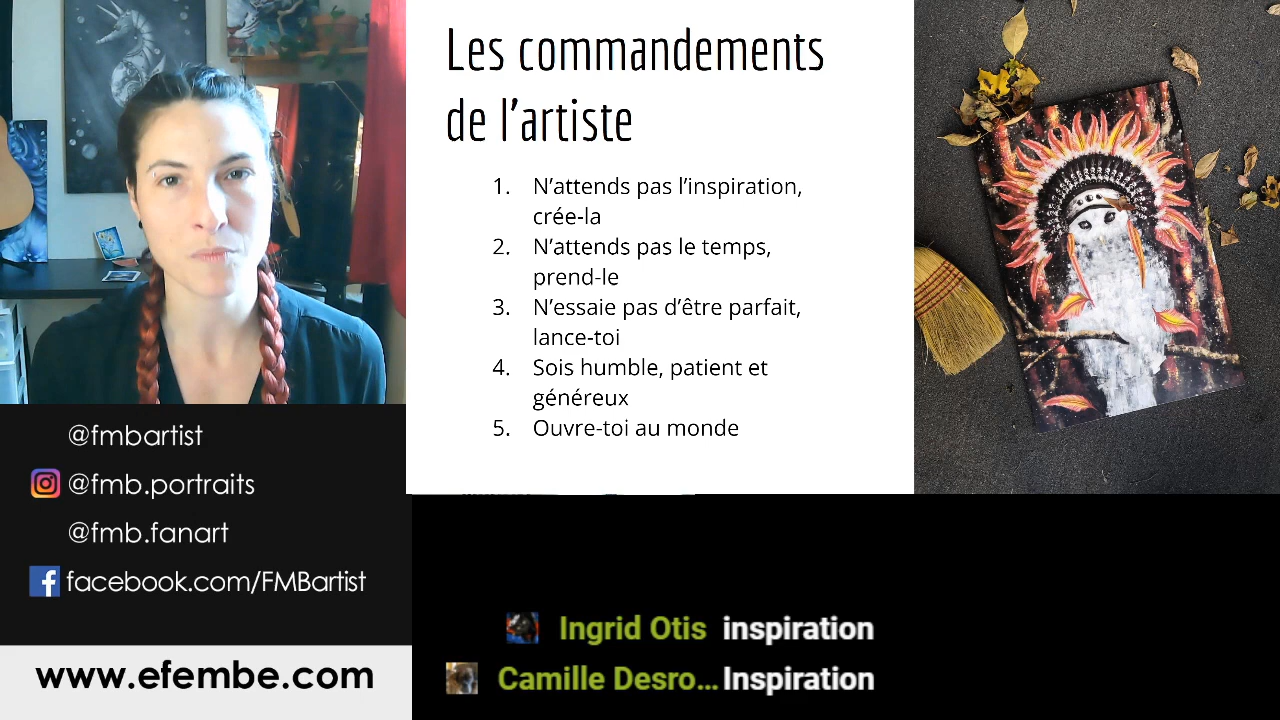 Les commandements
de l’artiste
1. N’attends pas l’inspiration,
crée-la
2. N’attends pas le temps,
prend-le
3. N’essaie pas d’être parfait,
lance-toi
4. Sois humble, patient et
généreux
5. Ouvre-toi au monde
@fmbartist
@fmb.portraits
@fmb.fanart
facebook.com/FMBartist
www.efembe.com
Ingrid Otis inspiration
Camille Desro... Inspiration